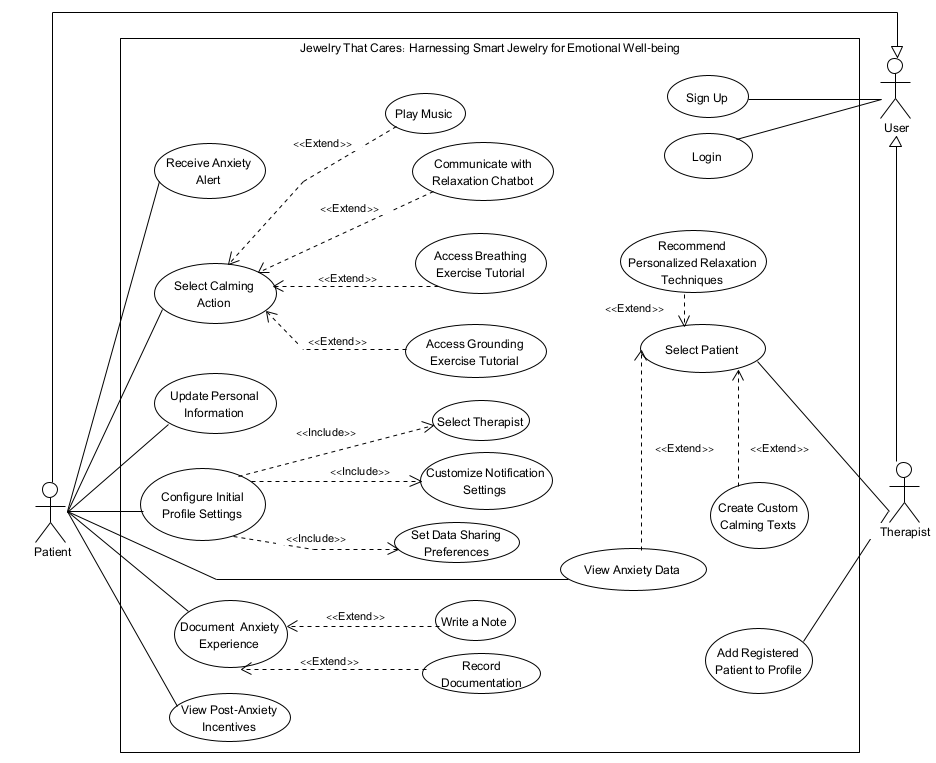 Jewelry That Cares: Harnessing Smart Jewelry for Emotional Well-being
Play Music
Sign Up
User
<<Extend>>
Login
Receive Anxiety
Alert
Communicate with
Relaxation Chatbot
<<Extend>>
Recommend
Personalized Relaxation
Techniques
Access Breathing
Exercise Tutorial
<<Extend>>
Select Calming
Action
<<Extend>>
<<Extend>>
Access Grounding
Exercise Tutorial
Select Patient
Update Personal
Information
Select Therapist
<<Include>>
<<Extend>>
<<Extend>>
<<Include>>
Customize Notification
Settings
Configure Initial
Profile Settings
Create Custom
Calming Texts
Therapist
Patient
<<Include>>
Set Data Sharing
Preferences
View Anxiety Data
Document  Anxiety
Experience
<<Extend>>
Write a Note
<<Extend>>
Record
Documentation
Add Registered
Patient to Profile
View Post-Anxiety
Incentives